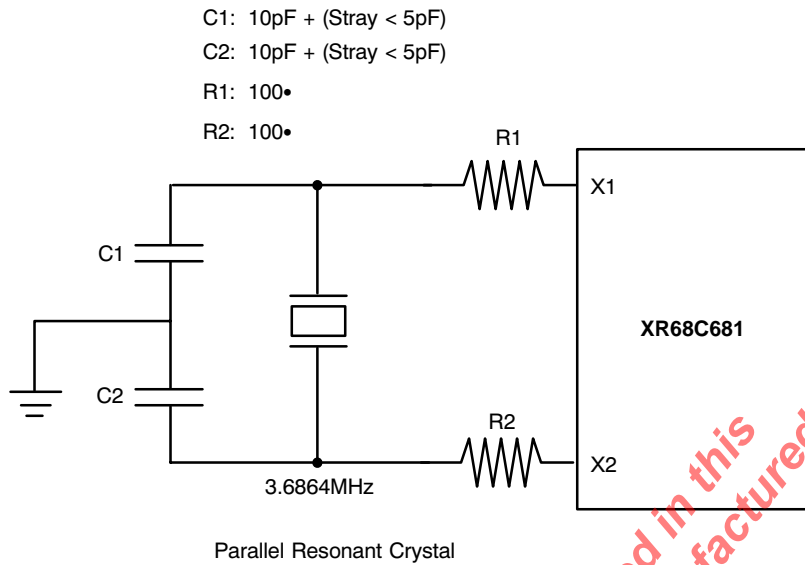 C1: 10pF + (Stray < 5pF)
C2: 10pF + (Stray < 5pF)
R1: 100•
R2: 100•
R1
X1
C1
XR68C681
C2
R2
X2
3.6864MHz
Parallel Resonant Crystal
ed in this
factured